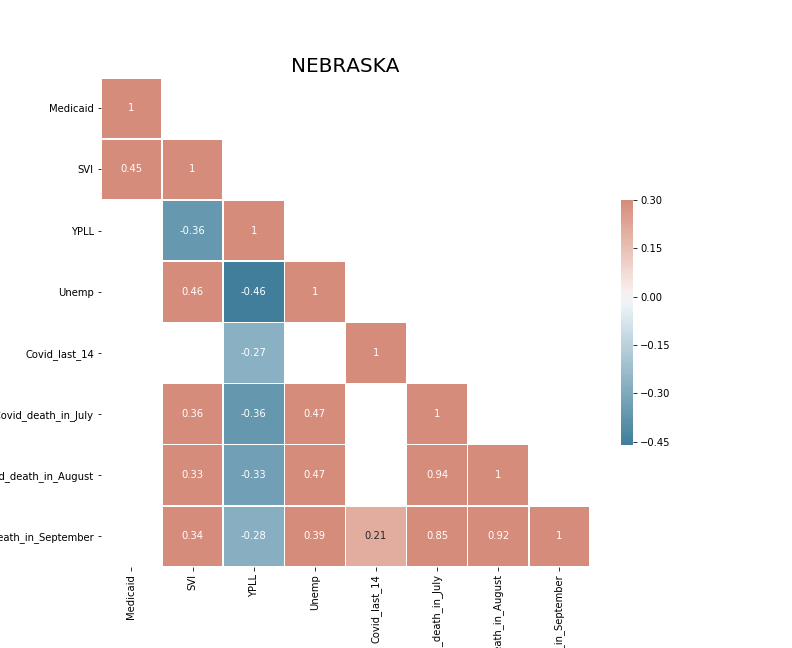 NEBRASKA
Medicaid
1
SVI
0.45
1
YPLL
-0.36
1
Unemp
0.46
-0.46
1
Covid_last_14
-0.27
1
ovid_death_in_July
0.36
-0.36
0.47
1
d_death_in_August
0.33
-0.33
0.47
0.94
1
eath_in_September
0.34
-0.28
0.39
0.21
0.85
0.92
1
0.30
0.15
0.00
−0.15
−0.30
−0.45
Medicaid
SVI
YPLL
Unemp
Covid_last_14
_death_in_July
eath_in_August
_in_September